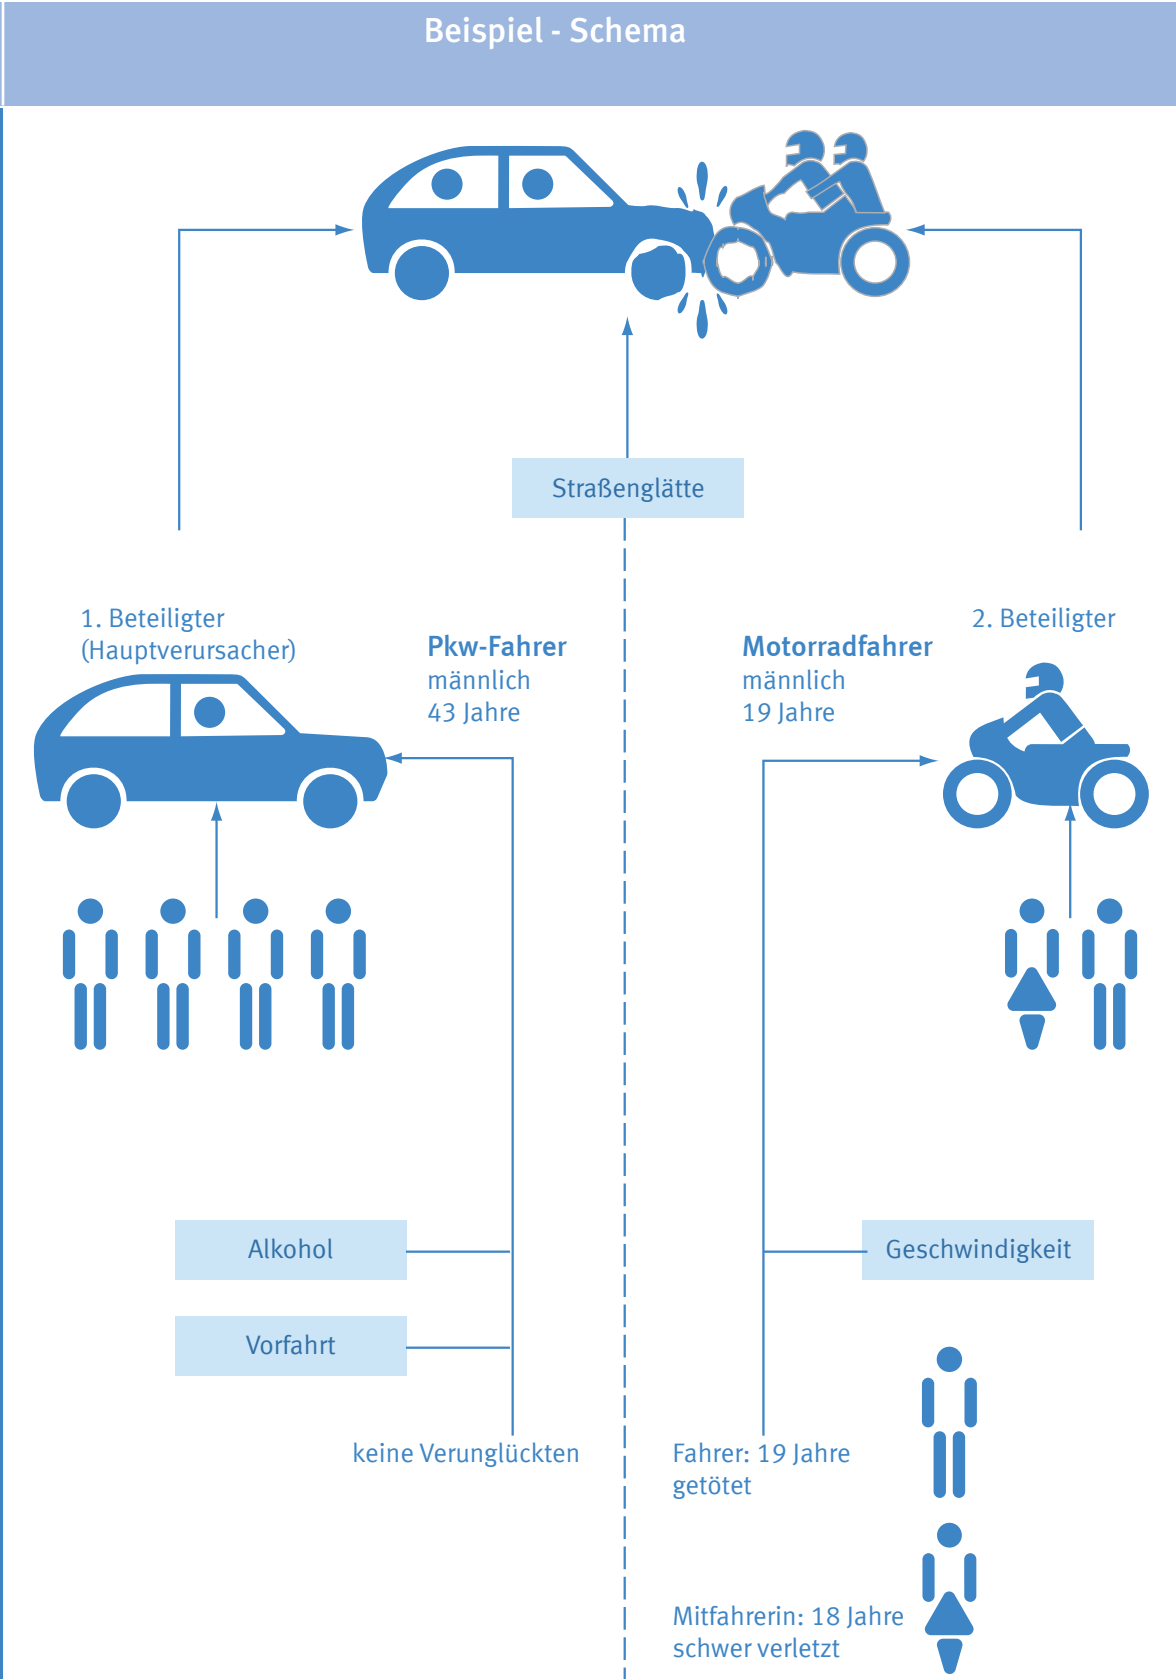 Beispiel - Schema
Straßenglätte
1. Beteiligter
(Hauptverursacher)
Pkw-Fahrer
männlich
43 Jahre
Motorradfahrer
männlich
19 Jahre
2. Beteiligter
Alkohol
Vorfahrt
keine Verunglückten
Geschwindigkeit
Fahrer: 19 Jahre
getötet
Mitfahrerin: 18 Jahre
schwer verletzt